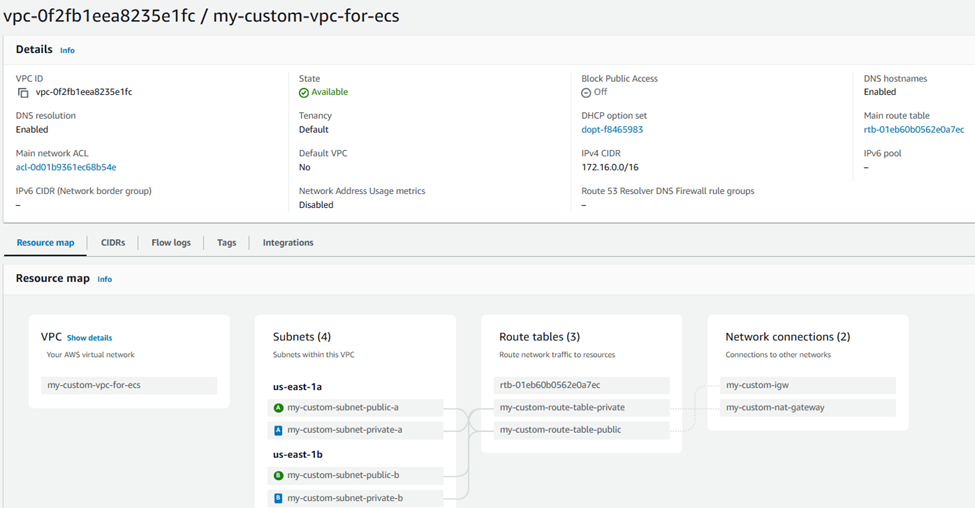 vpc-0f2fb1eea8235e1fc / my-custom-vpc-for-ecs
Details Info
VPC ID
vpc-0f2fb1eea8235e1fc
State
Available
Block Public Access
Off
DNS hostnames
Enabled
DNS resolution
Enabled
Tenancy
Default
DHCP option set
dopt-f8465983
Main route table
rtb-01eb60b0562e0a7ec
Main network ACL
acl-0d01b9361ec68b54e
Default VPC
No
IPv4 CIDR
172.16.0.0/16
IPv6 pool
–
IPv6 CIDR (Network border group)
–
Network Address Usage metrics
Disabled
Route 53 Resolver DNS Firewall rule groups
–
Resource map CIDRs Flow logs Tags Integrations
Resource map Info
VPC Show details
Your AWS virtual network
my-custom-vpc-for-ecs
Subnets (4)
Subnets within this VPC
us-east-1a
A my-custom-subnet-public-a
A my-custom-subnet-private-a
us-east-1b
B my-custom-subnet-public-b
B my-custom-subnet-private-b
Route tables (3)
Route network traffic to resources
rtb-01eb60b0562e0a7ec
my-custom-route-table-private
my-custom-route-table-public
Network connections (2)
Connections to other networks
my-custom-igw
my-custom-nat-gateway